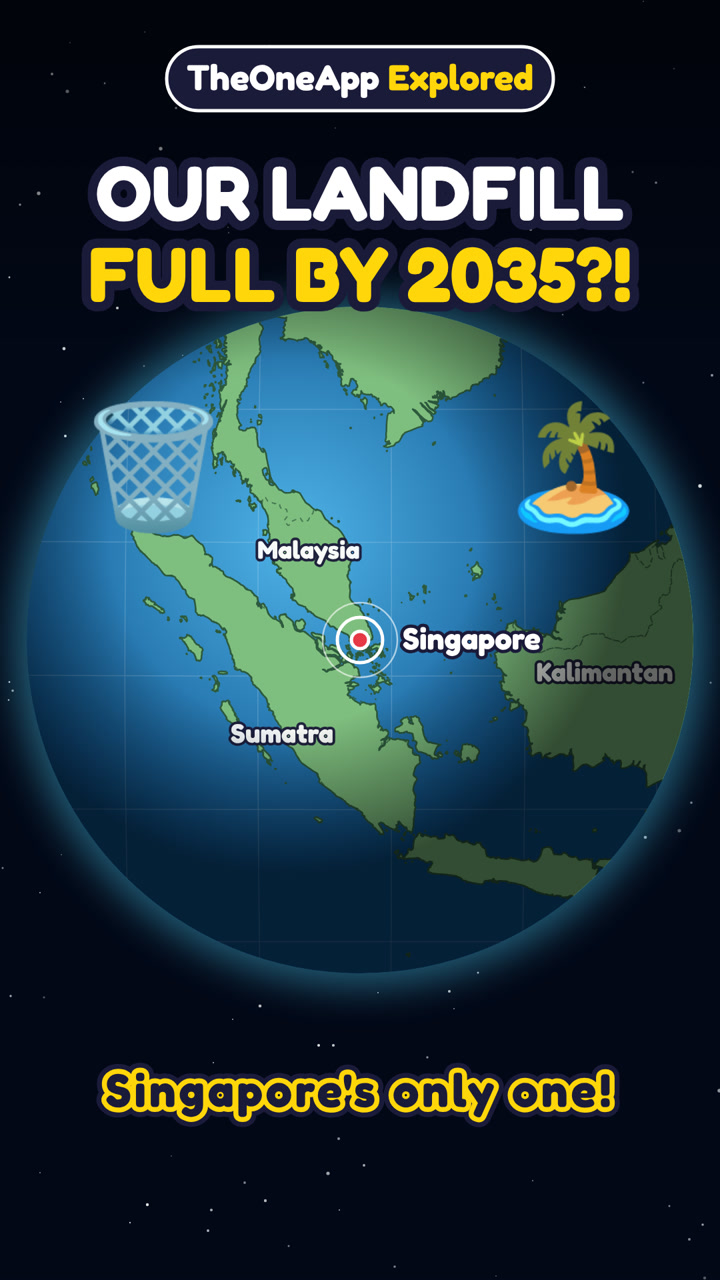 TheOneApp Explored
OUR LANDFILL
FULL BY 2035?!
Malaysia
Singapore
Kalimantan
Sumatra
Singapore's only one!